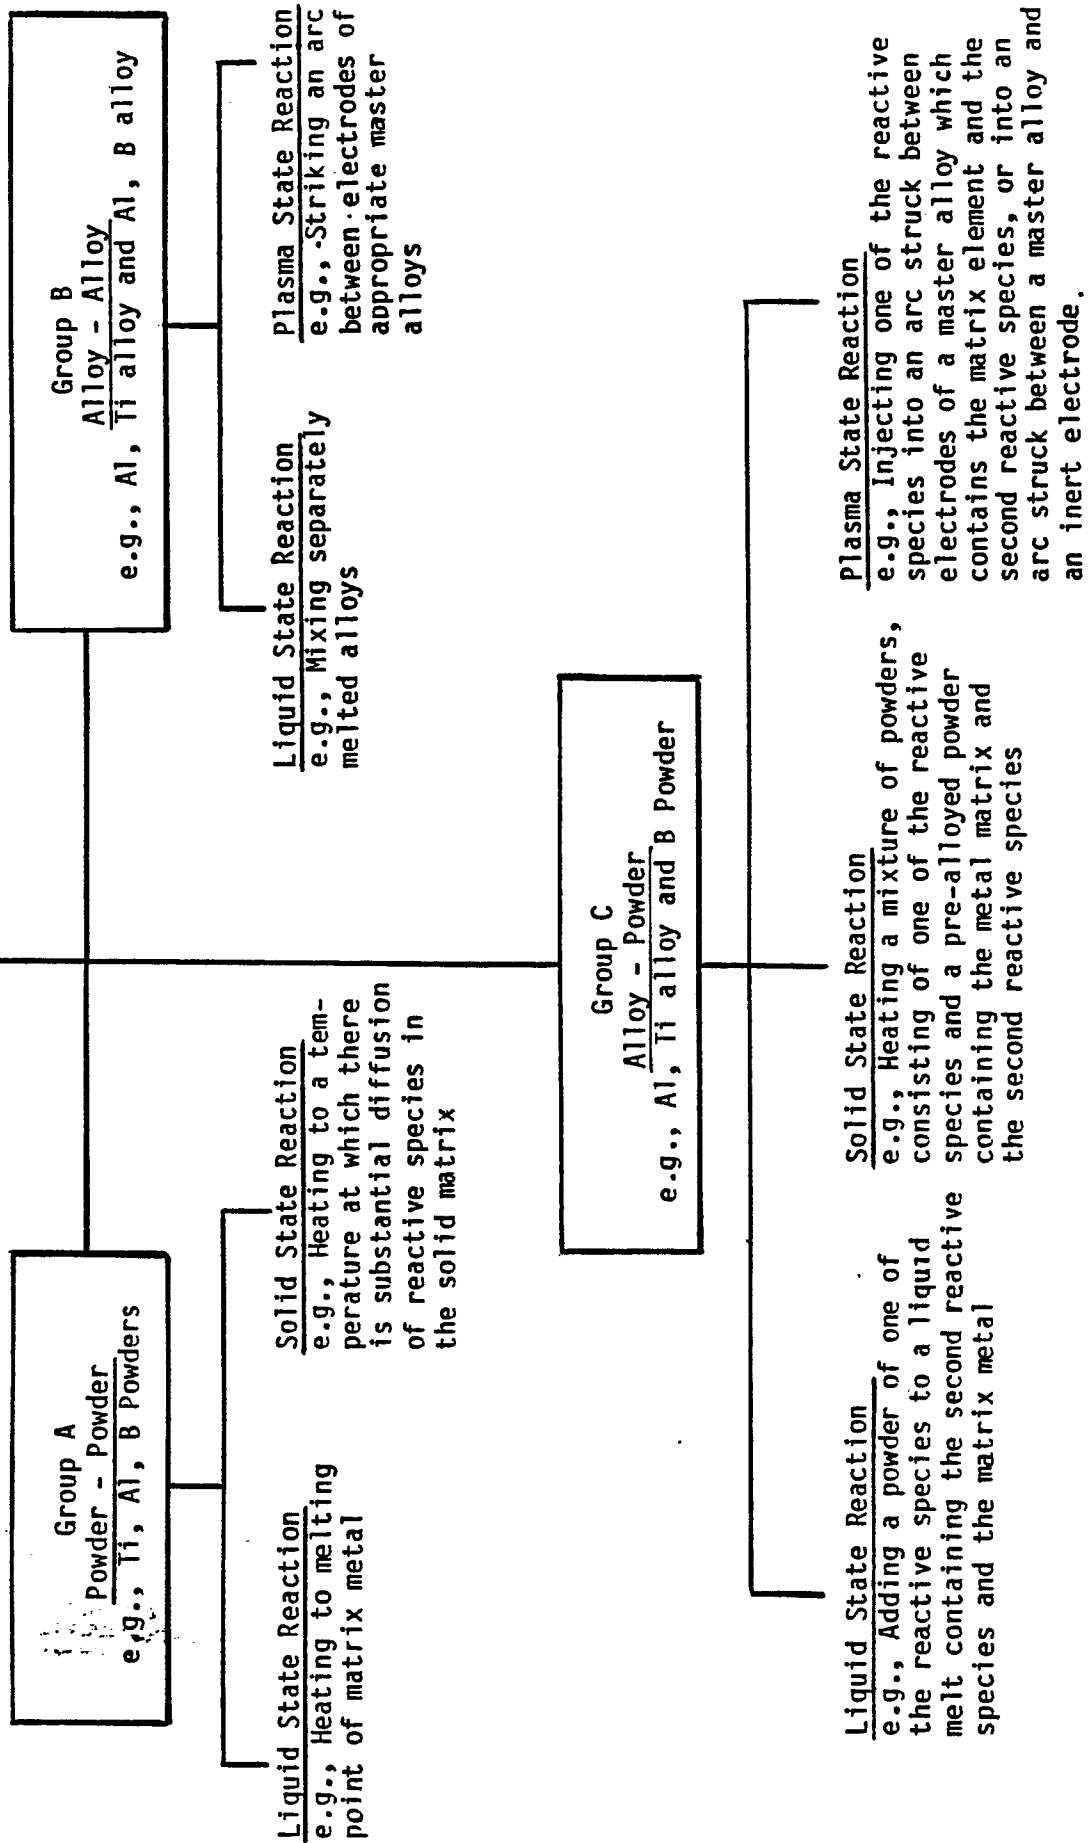 Group A
Powder - Powder
e.g., Ti, Al, B Powders
Liquid State Reaction
e.g., Heating to melting
point of matrix metal
Solid State Reaction
e.g., Heating to a tem-
perature at which there
is substantial diffusion
of reactive species in
the solid matrix
Group B
Alloy - Alloy
e.g., Al, Ti alloy and Al, B alloy
Liquid State Reaction
e.g., Mixing separately
melted alloys
Plasma State Reaction
e.g., Striking an arc
between electrodes of
appropriate master
alloys
Group C
Alloy - Powder
e.g., Al, Ti alloy and B Powder
Liquid State Reaction
e.g., Adding a powder of one of
the reactive species to a liquid
melt containing the second reactive
species and the matrix metal
Solid State Reaction
e.g., Heating a mixture of powders,
consisting of one of the reactive
species and a pre-alloyed powder
containing the metal matrix and
the second reactive species
Plasma State Reaction
e.g., Injecting one of the reactive
species into an arc struck between
electrodes of a master alloy which
contains the matrix element and the
second reactive species, or into an
arc struck between a master alloy and
an inert electrode.